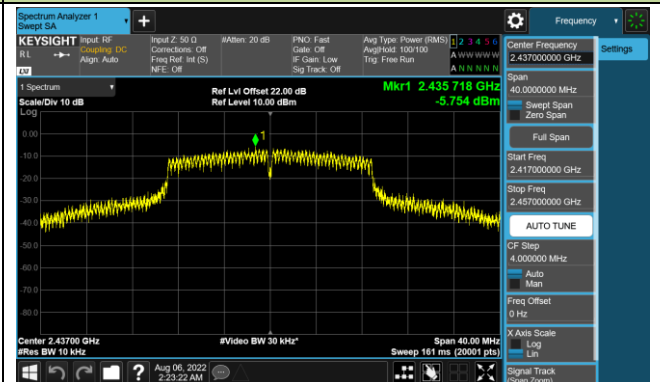 Spectrum Analyzer 1
Swept SA
Frequency
KEYSIGHT
Input: RF
Input Z: 50 Ω
#Atten: 20 dB
PNO: Fast
Avg Type: Power (RMS)
1 2 3 4 5 6
RL
Coupling: DC
Corrections: Off
Gate: Off
Avg|Hold: 100/100
A W W W W W
Align: Auto
Freq Ref: Int (S)
IF Gain: Low
Trig: Free Run
NFE: Off
Sig Track: Off
A N N N N N
1 Spectrum
Ref Lvl Offset 22.00 dB
Mkr1 2.435 718 GHz
Scale/Div 10 dB
Ref Level 10.00 dBm
-5.754 dBm
Log
1
0.00
-10.0
-20.0
-30.0
-40.0
-50.0
-60.0
-70.0
-80.0
Center 2.43700 GHz
#Video BW 30 kHz*
Span 40.00 MHz
#Res BW 10 kHz
Sweep 161 ms (20001 pts)
Aug 06, 2022
2:23:22 AM
Center Frequency
2.437000000 GHz
Settings
Span
40.0000000 MHz
Swept Span
Zero Span
Full Span
Start Freq
2.417000000 GHz
Stop Freq
2.457000000 GHz
AUTO TUNE
CF Step
4.000000 MHz
Auto
Man
Freq Offset
0 Hz
X Axis Scale
Log
Lin
Signal Track
(Span Zoom)